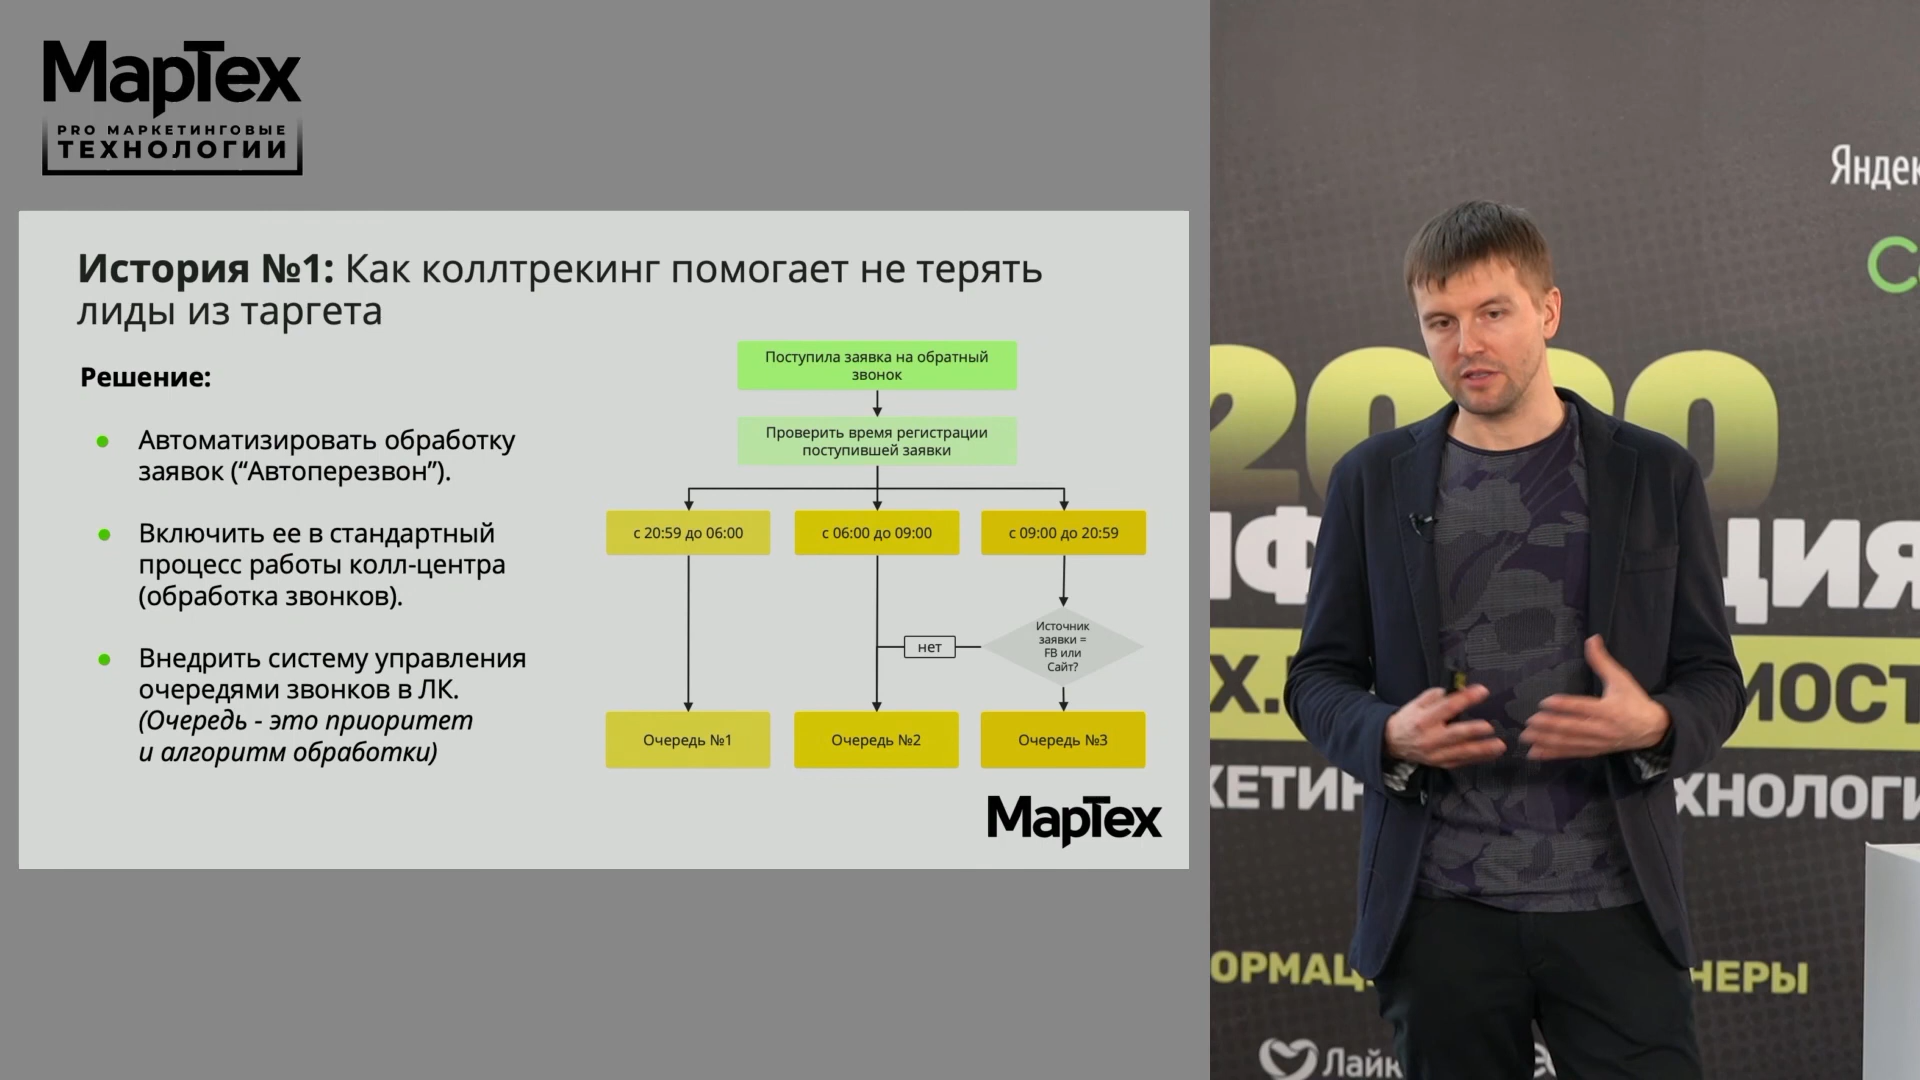 МарТех
PRO МАРКЕТИНГОВЫЕ
ТЕХНОЛОГИИ
История №1: Как коллтрекинг помогает не терять
лиды из таргета
Решение:
Автоматизировать обработку
заявок (“Автоперезвон”).
Включить ее в стандартный
процесс работы колл-центра
(обработка звонков).
Внедрить систему управления
очередями звонков в ЛК.
(Очередь - это приоритет
и алгоритм обработки)
Поступила заявка на обратный
звонок
Проверить время регистрации
поступившей заявки
с 20:59 до 06:00
с 06:00 до 09:00
с 09:00 до 20:59
Источник
заявки =
FB или
Сайт?
нет
Очередь №1
Очередь №2
Очередь №3
МарТех
Яндек
2020
ЦИЯ
Х.
МОСТ
КЕТИН
ХНОЛОГИ
ОРМАЦ
НЕРЫ
Лайк